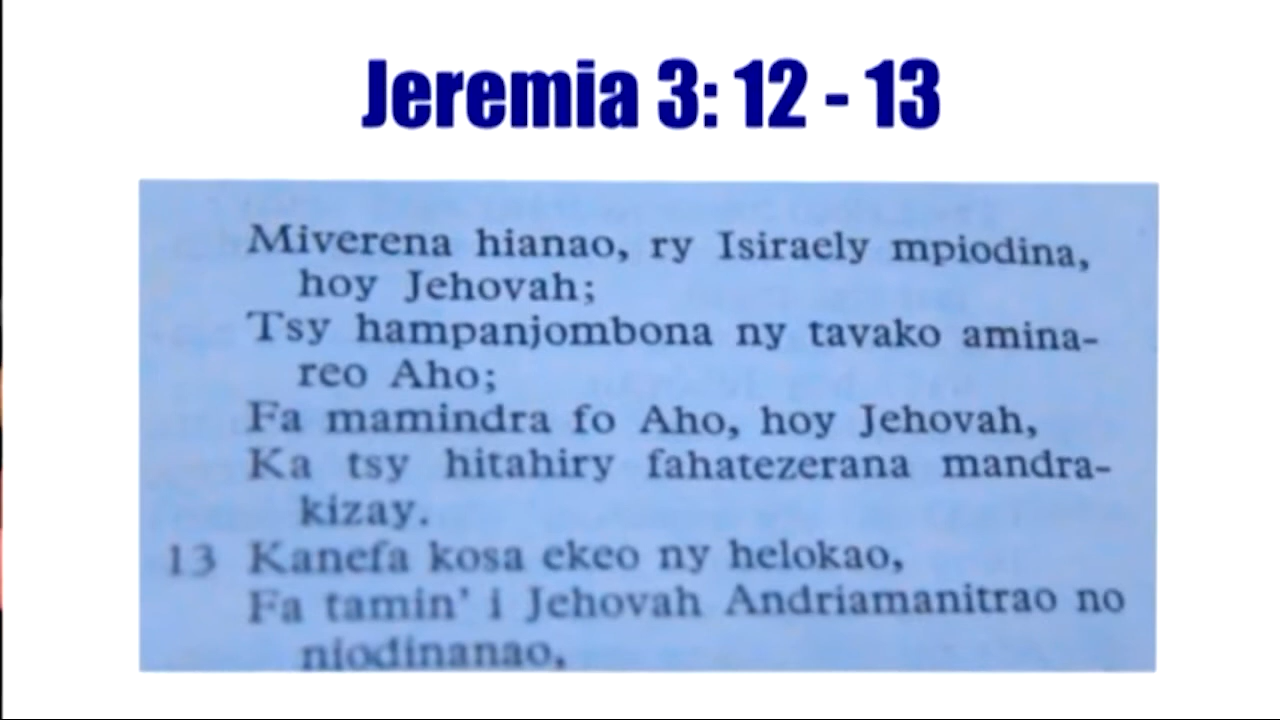 Jeremia 3: 12 - 13
Miverena hianao, ry Isiraely mpiodina,
hoy Jehovah;
Tsy hampanjombona ny tavako amina-
reo Aho;
Fa mamindra fo Aho, hoy Jehovah,
Ka tsy hitahiry fahatezerana mandra-
kizay.
13 Kanefa kosa ekeo ny helokao,
Fa tamin' i Jehovah Andriamanitrao no
niodinanao,